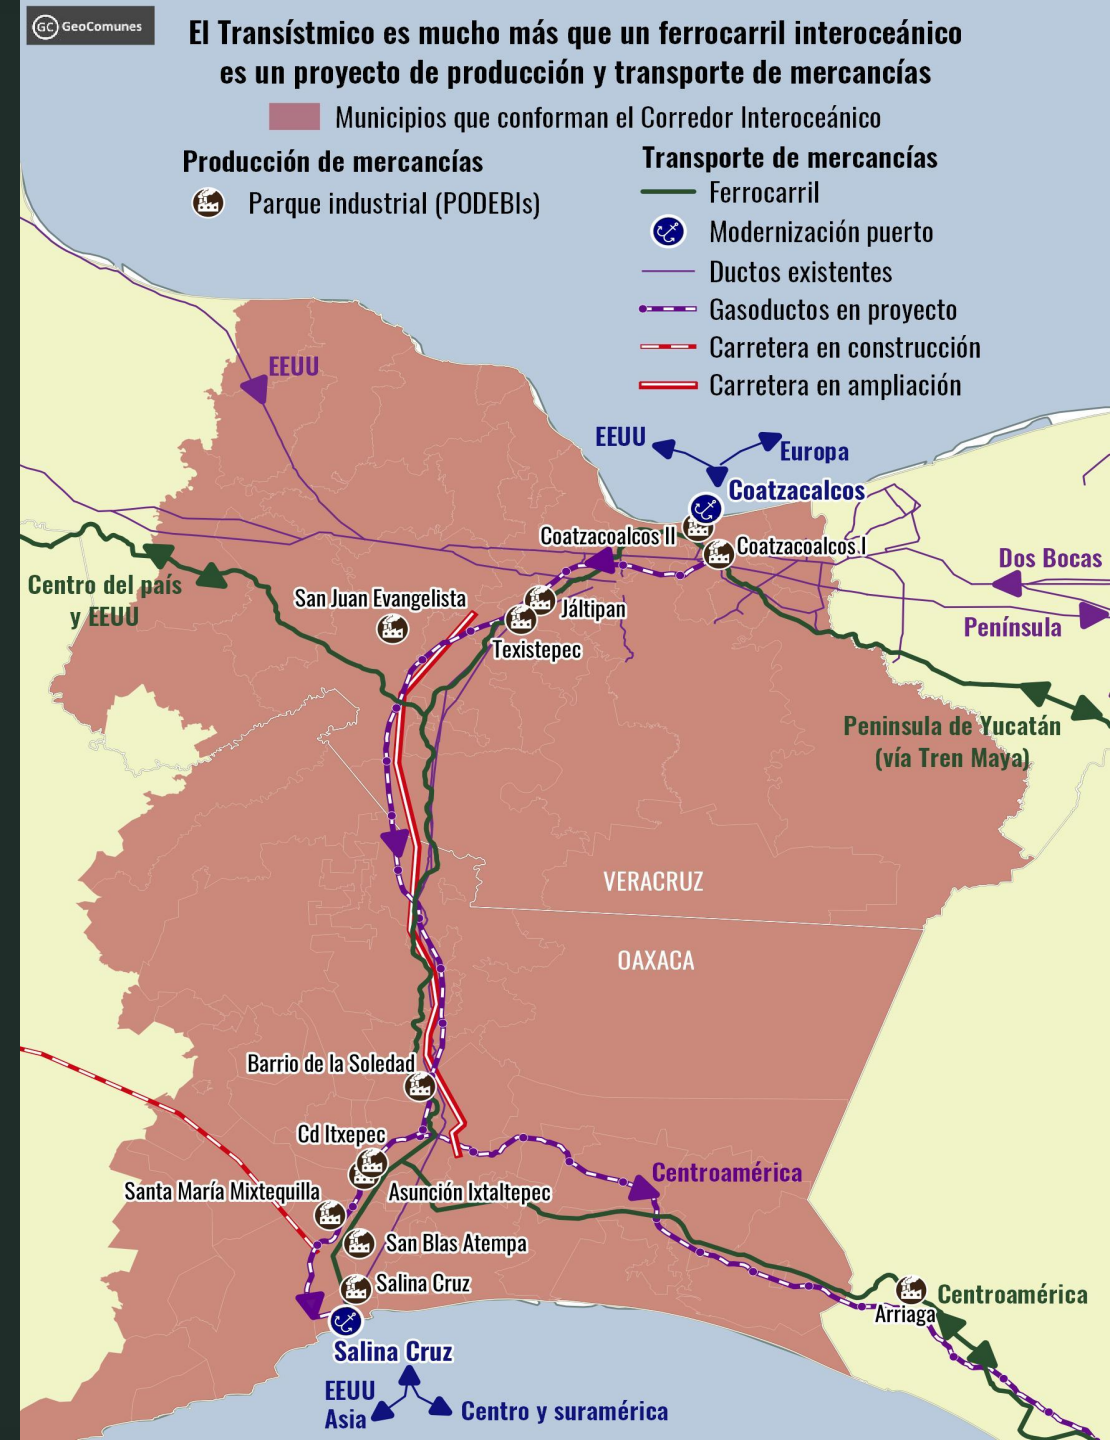 GC GeoComunes
El Transístmico es mucho más que un ferrocarril interoceánico
es un proyecto de producción y transporte de mercancías
Municipios que conforman el Corredor Interoceánico
Producción de mercancías
Parque industrial (PODEBIs)
Transporte de mercancías
Ferrocarril
Modernización puerto
Ductos existentes
Gasoductos en proyecto
Carretera en construcción
Carretera en ampliación
EEUU
EEUU
Europa
Coatzacalcos
Coatzacoalcos II
Coatzacoalcos I
Dos Bocas
Península
Centro del país
y EEUU
San Juan Evangelista
Jáltipan
Texistepec
Peninsula de Yucatán
(vía Tren Maya)
VERACRUZ
OAXACA
Barrio de la Soledad
Cd Itxepec
Centroamérica
Santa María Mixtequilla
Asunción Ixtaltepec
San Blas Atempa
Salina Cruz
Centroamérica
Arriaga
Salina Cruz
EEUU
Asia
Centro y suramérica